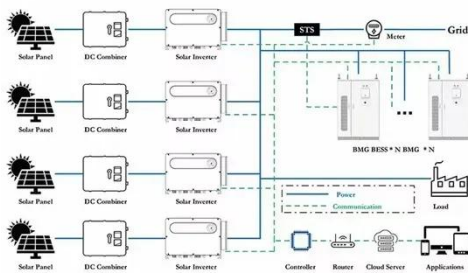 STS
Meter
Grid
Solar Panel
DC Combiner
Solar Inverter
Solar Panel
DC Combiner
Solar Inverter
BMG BESS * N BMG * N
Solar Panel
DC Combiner
Solar Inverter
Power
Communication
Load
Solar Panel
DC Combiner
Solar Inverter
Controller
Router
Cloud Server
Applications